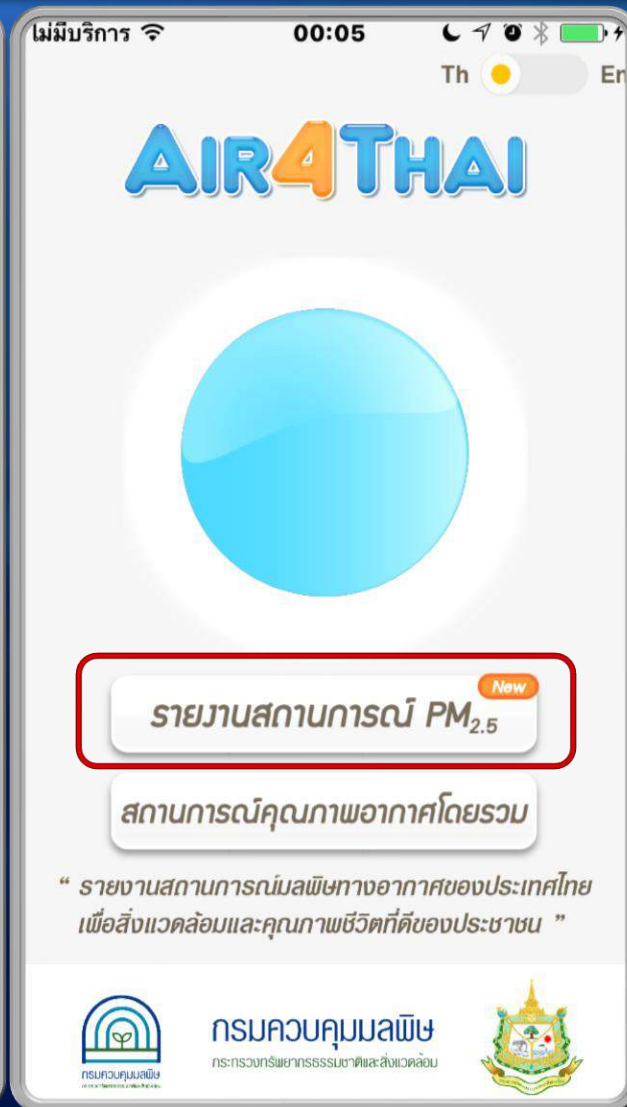 ไม่มีบริการ 00:05
Th En
AIR4THAI
New
รายงานสถานการณ์ PM2.5
สถานการณ์คุณภาพอากาศโดยรวม
“ รายงานสถานการณ์มลพิษทางอากาศของประเทศไทย
เพื่อสิ่งแวดล้อมและคุณภาพชีวิตที่ดีของประชาชน ”
กรมควบคุมมลพิษ
กระทรวงทรัพยากรธรรมชาติและสิ่งแวดล้อม
กรมควบคุมมลพิษ